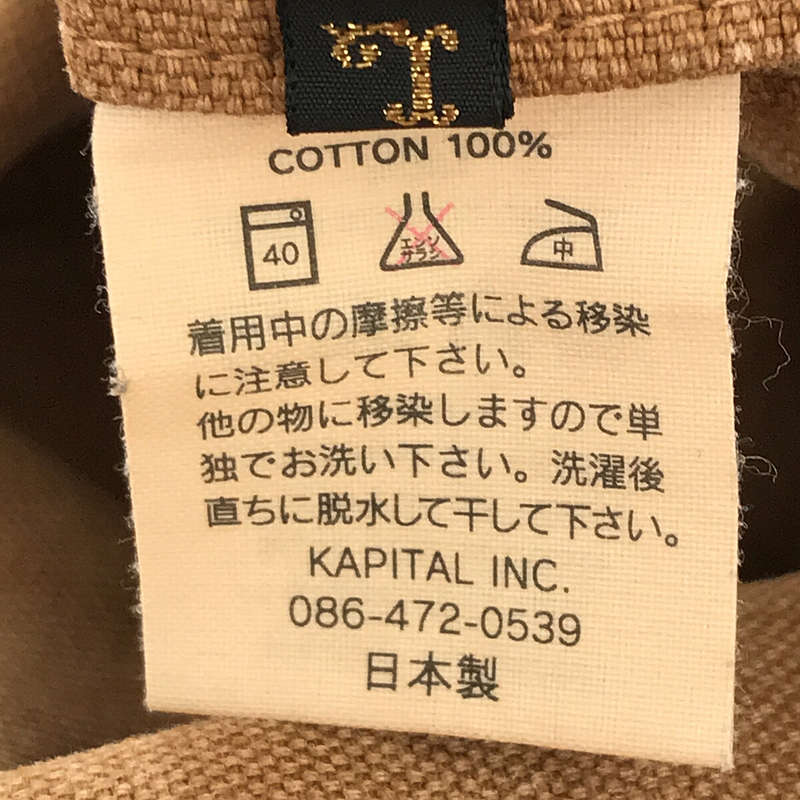 L
COTTON 100%
40 エンソ サラシ 中
着用中の摩擦等による移染
に注意して下さい。
他の物に移染しますので単
独でお洗い下さい。洗濯後
直ちに脱水して干して下さい。
KAPITAL INC.
086-472-0539
日本製